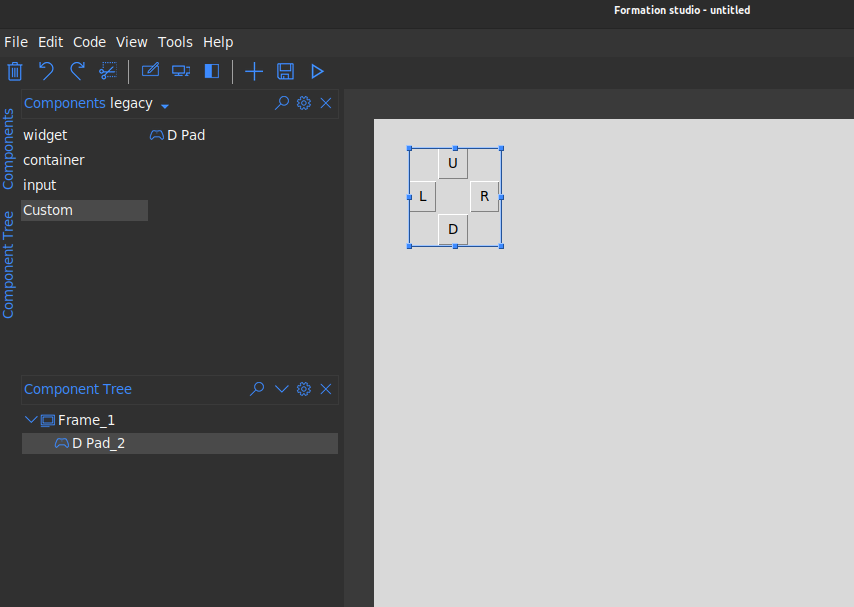 Formation studio - untitled
File Edit Code View Tools Help
Components legacy
widget D Pad
container
input
Custom
Components
Component Tree
Component Tree
Frame_1
D Pad_2
U
L R
D